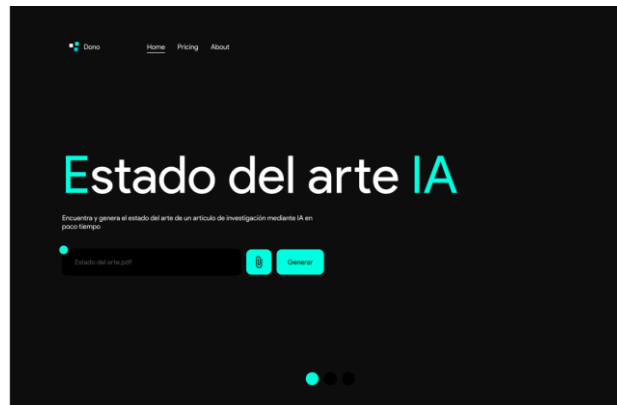 Dono
Home Pricing About
Estado del arte IA
Encuentra y genera el estado del arte de un articulo de investigación mediante IA en
poco tiempo
Estado del arte.pdf
Generar